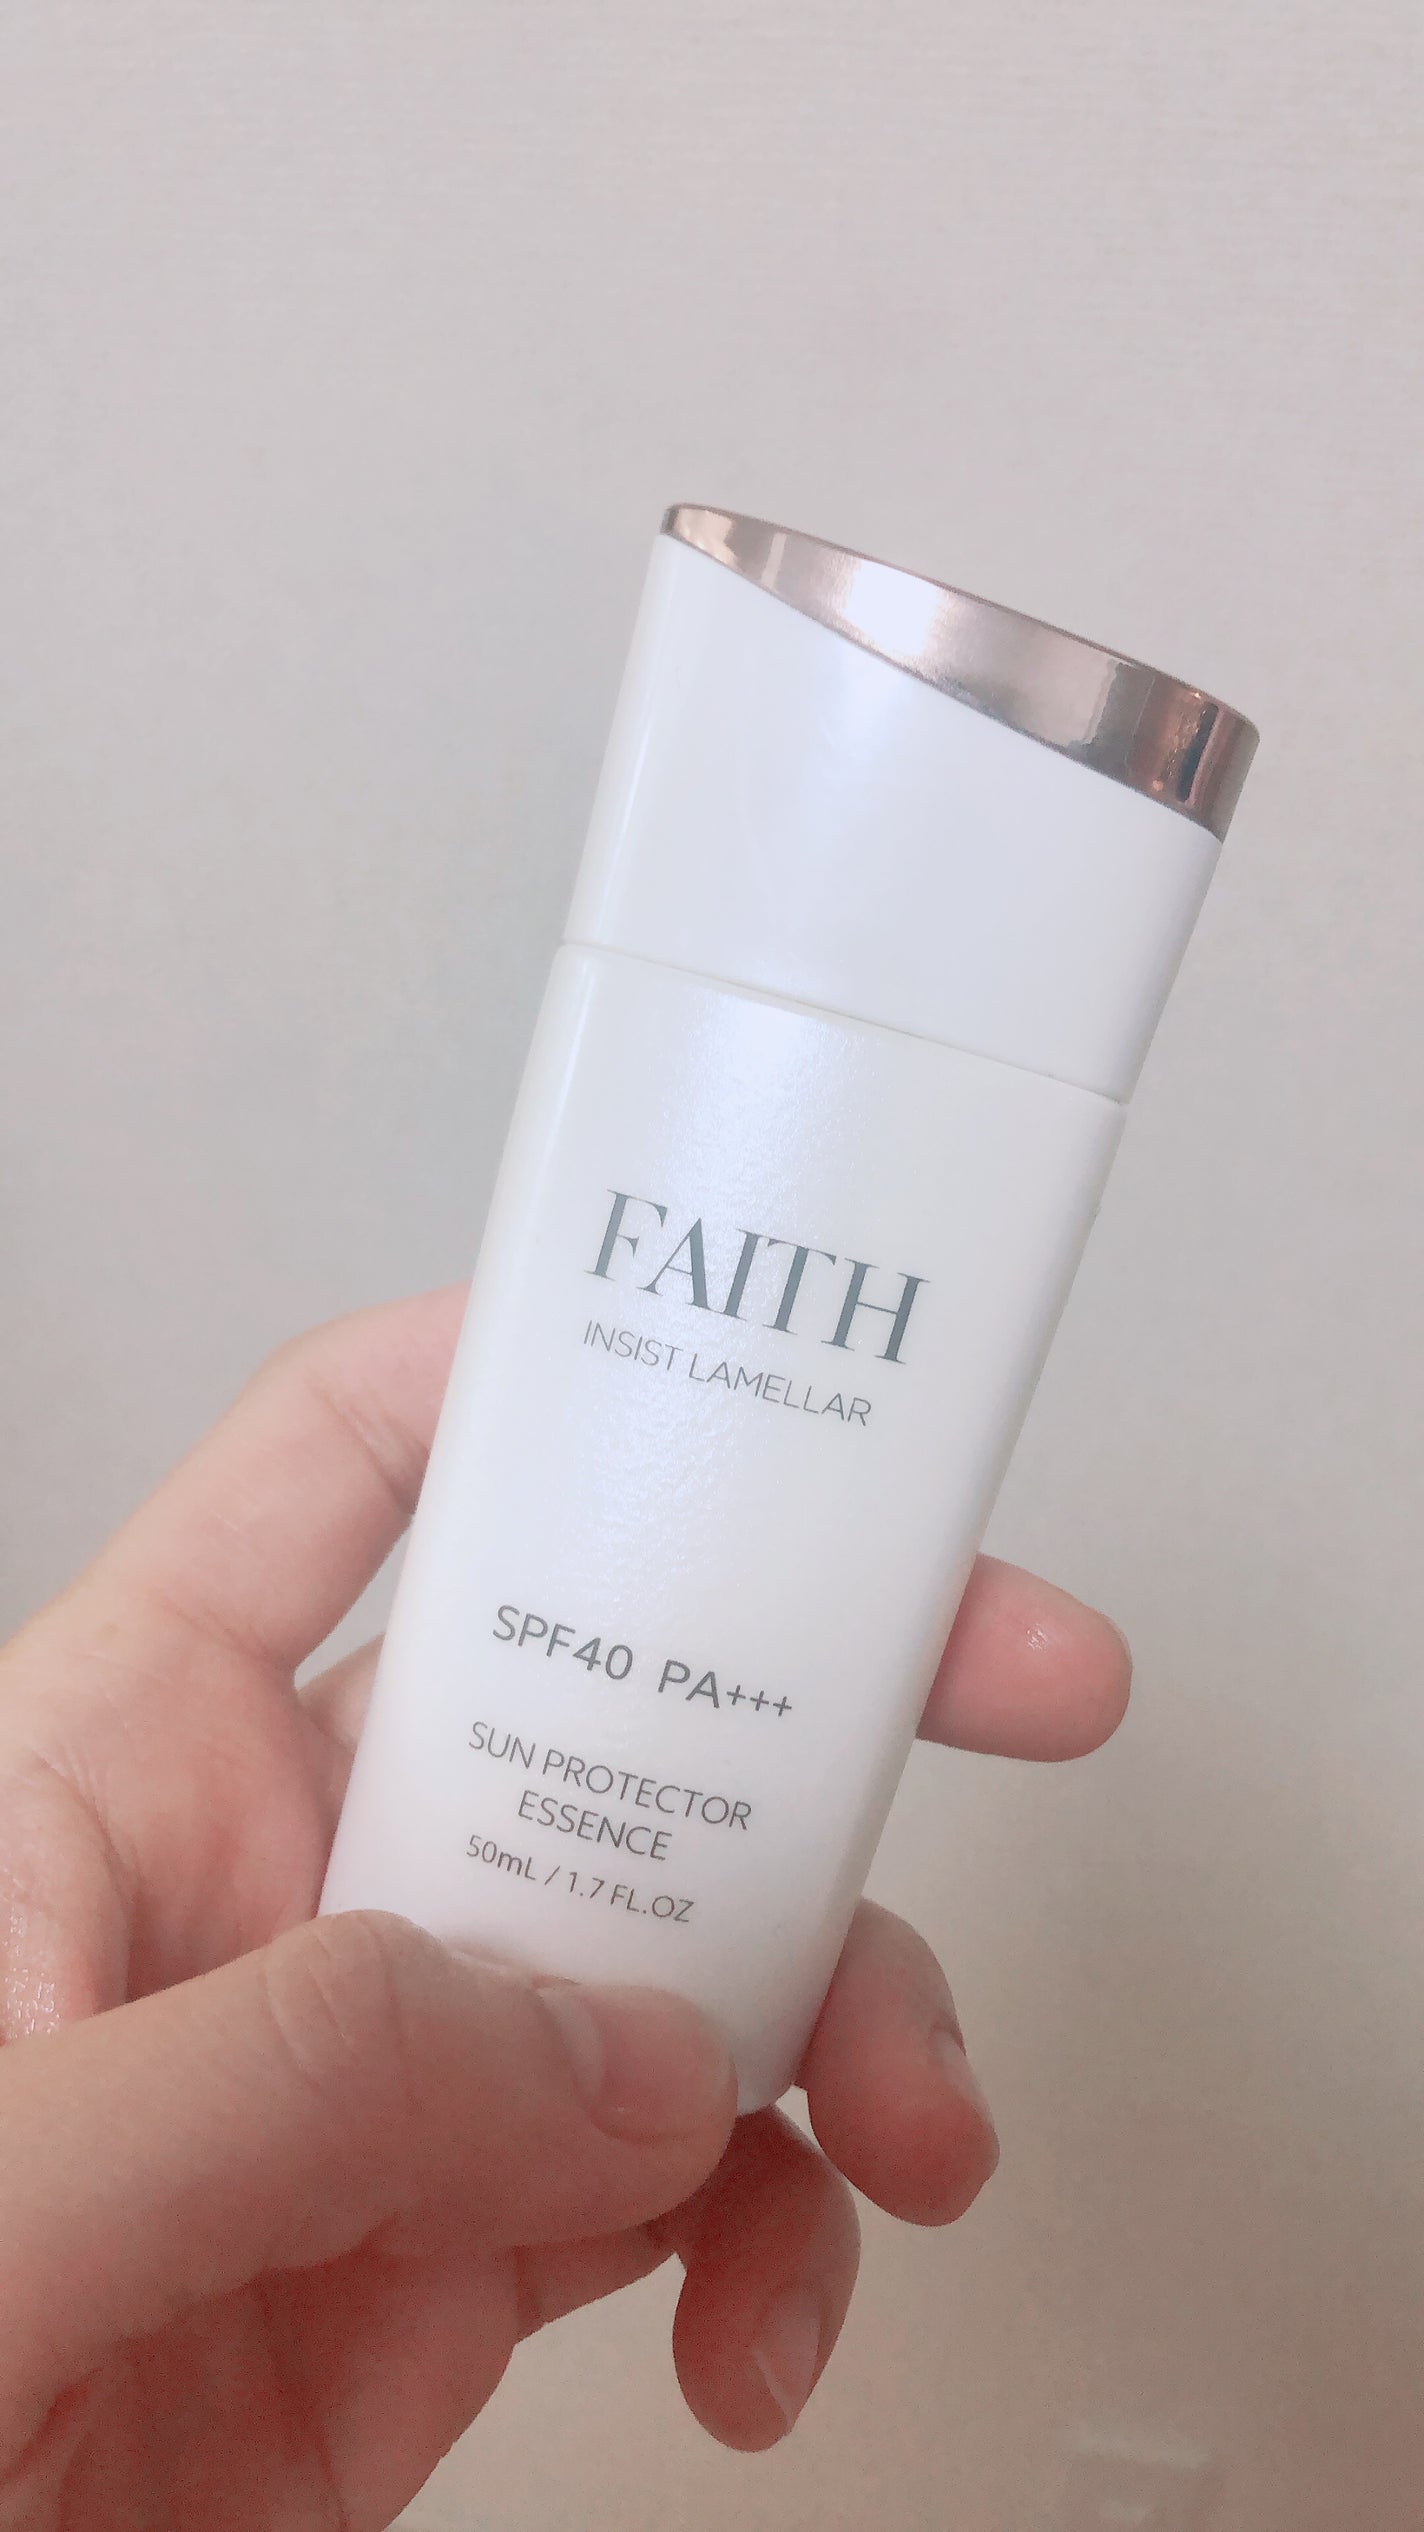 FAITH
INSIST LAMELLAR
SPF40 PA+++
SUN PROTECTOR
ESSENCE
50mL / 1.7 FL.OZ